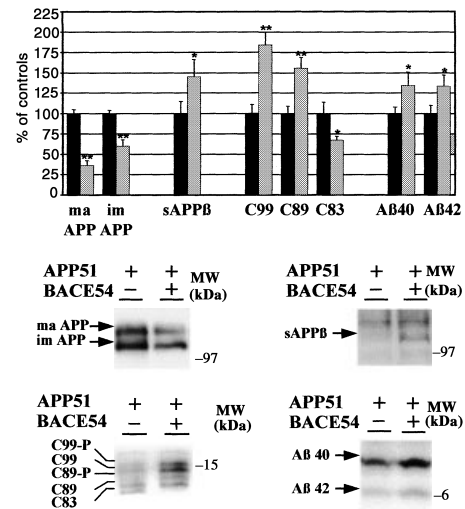 225
200
175
150
125
100
75
50
25
0
% of controls
** ** * ** ** * * *
ma APP
im APP
sAPPß
C99
C89
C83
Aß40
Aß42
APP51 + +
BACE54 – +
MW (kDa)
ma APP
im APP
–97
APP51 + +
BACE54 – +
MW (kDa)
sAPPß
–97
APP51 + +
BACE54 – +
MW (kDa)
C99-P
C99
C89-P
C89
C83
–15
APP51 + +
BACE54 – +
MW (kDa)
Aß 40
Aß 42
–6